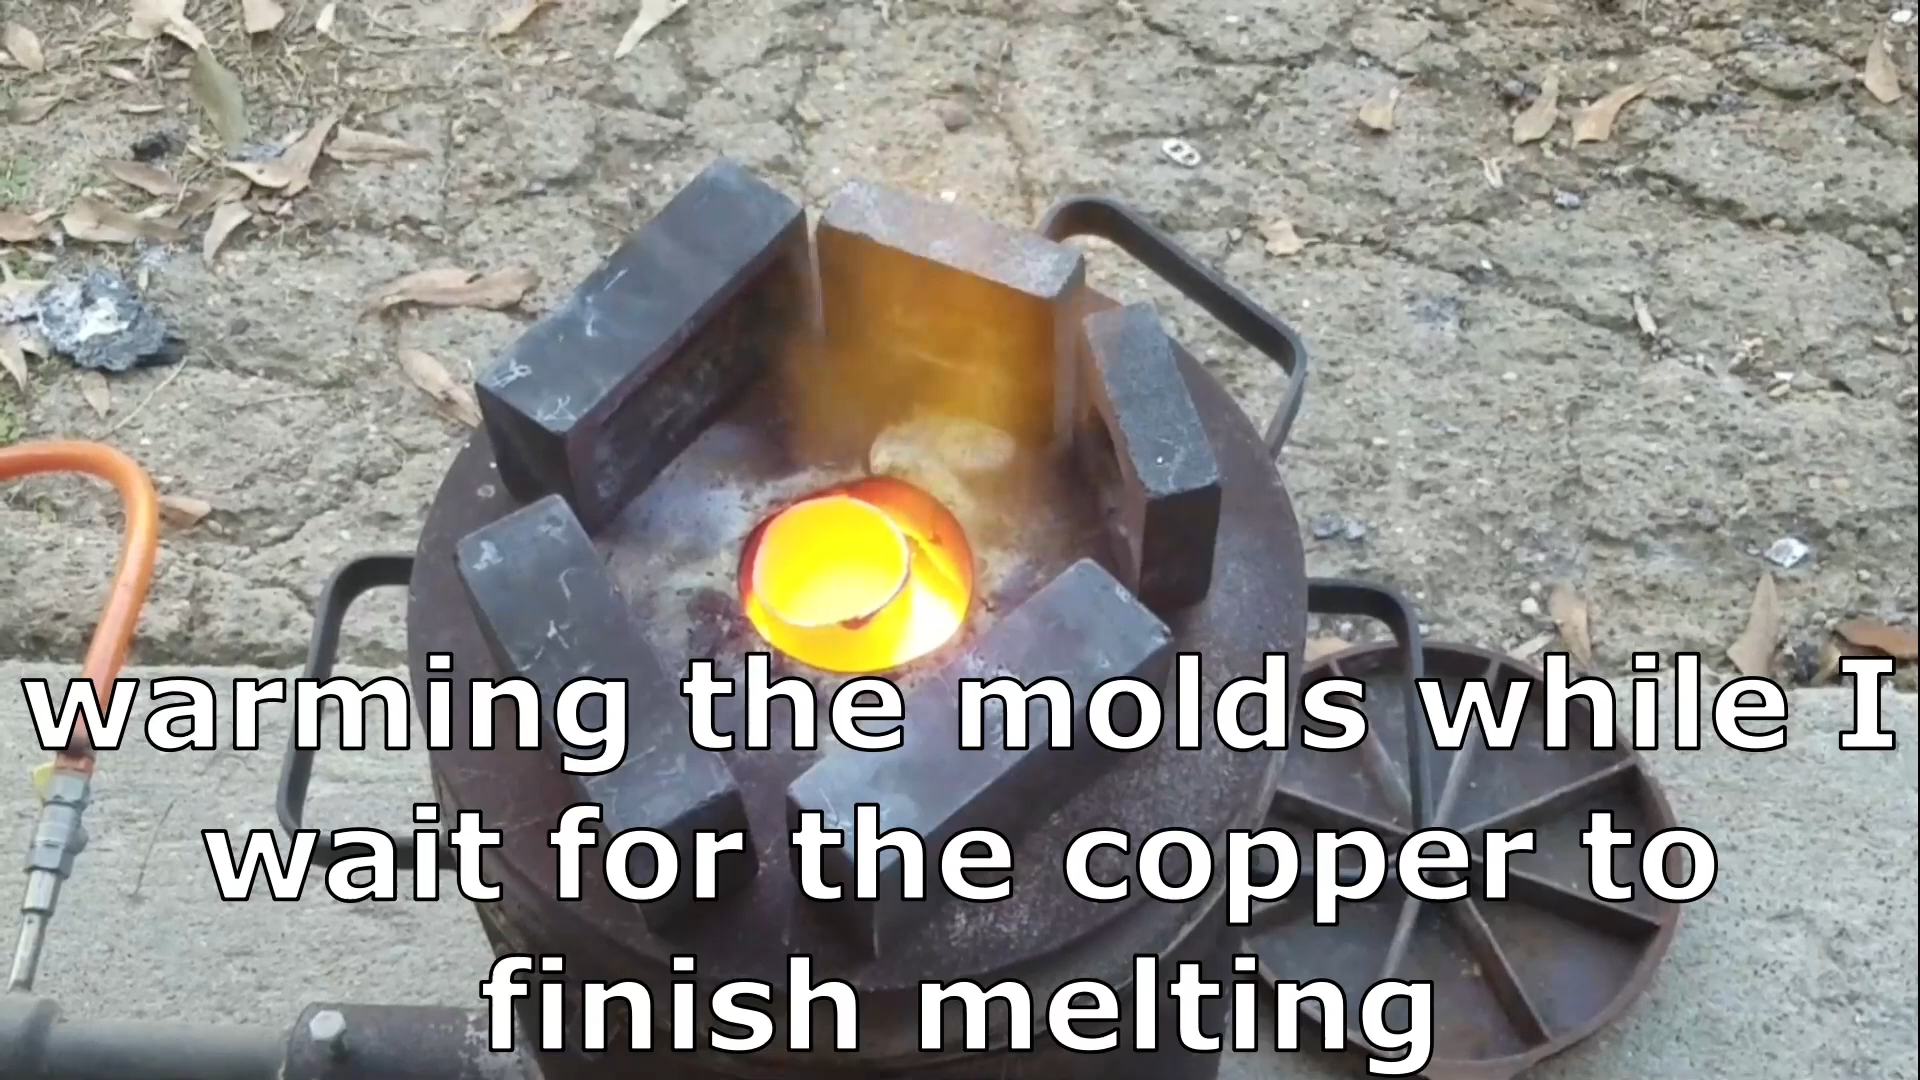 warming the molds while I
wait for the copper to
finish melting